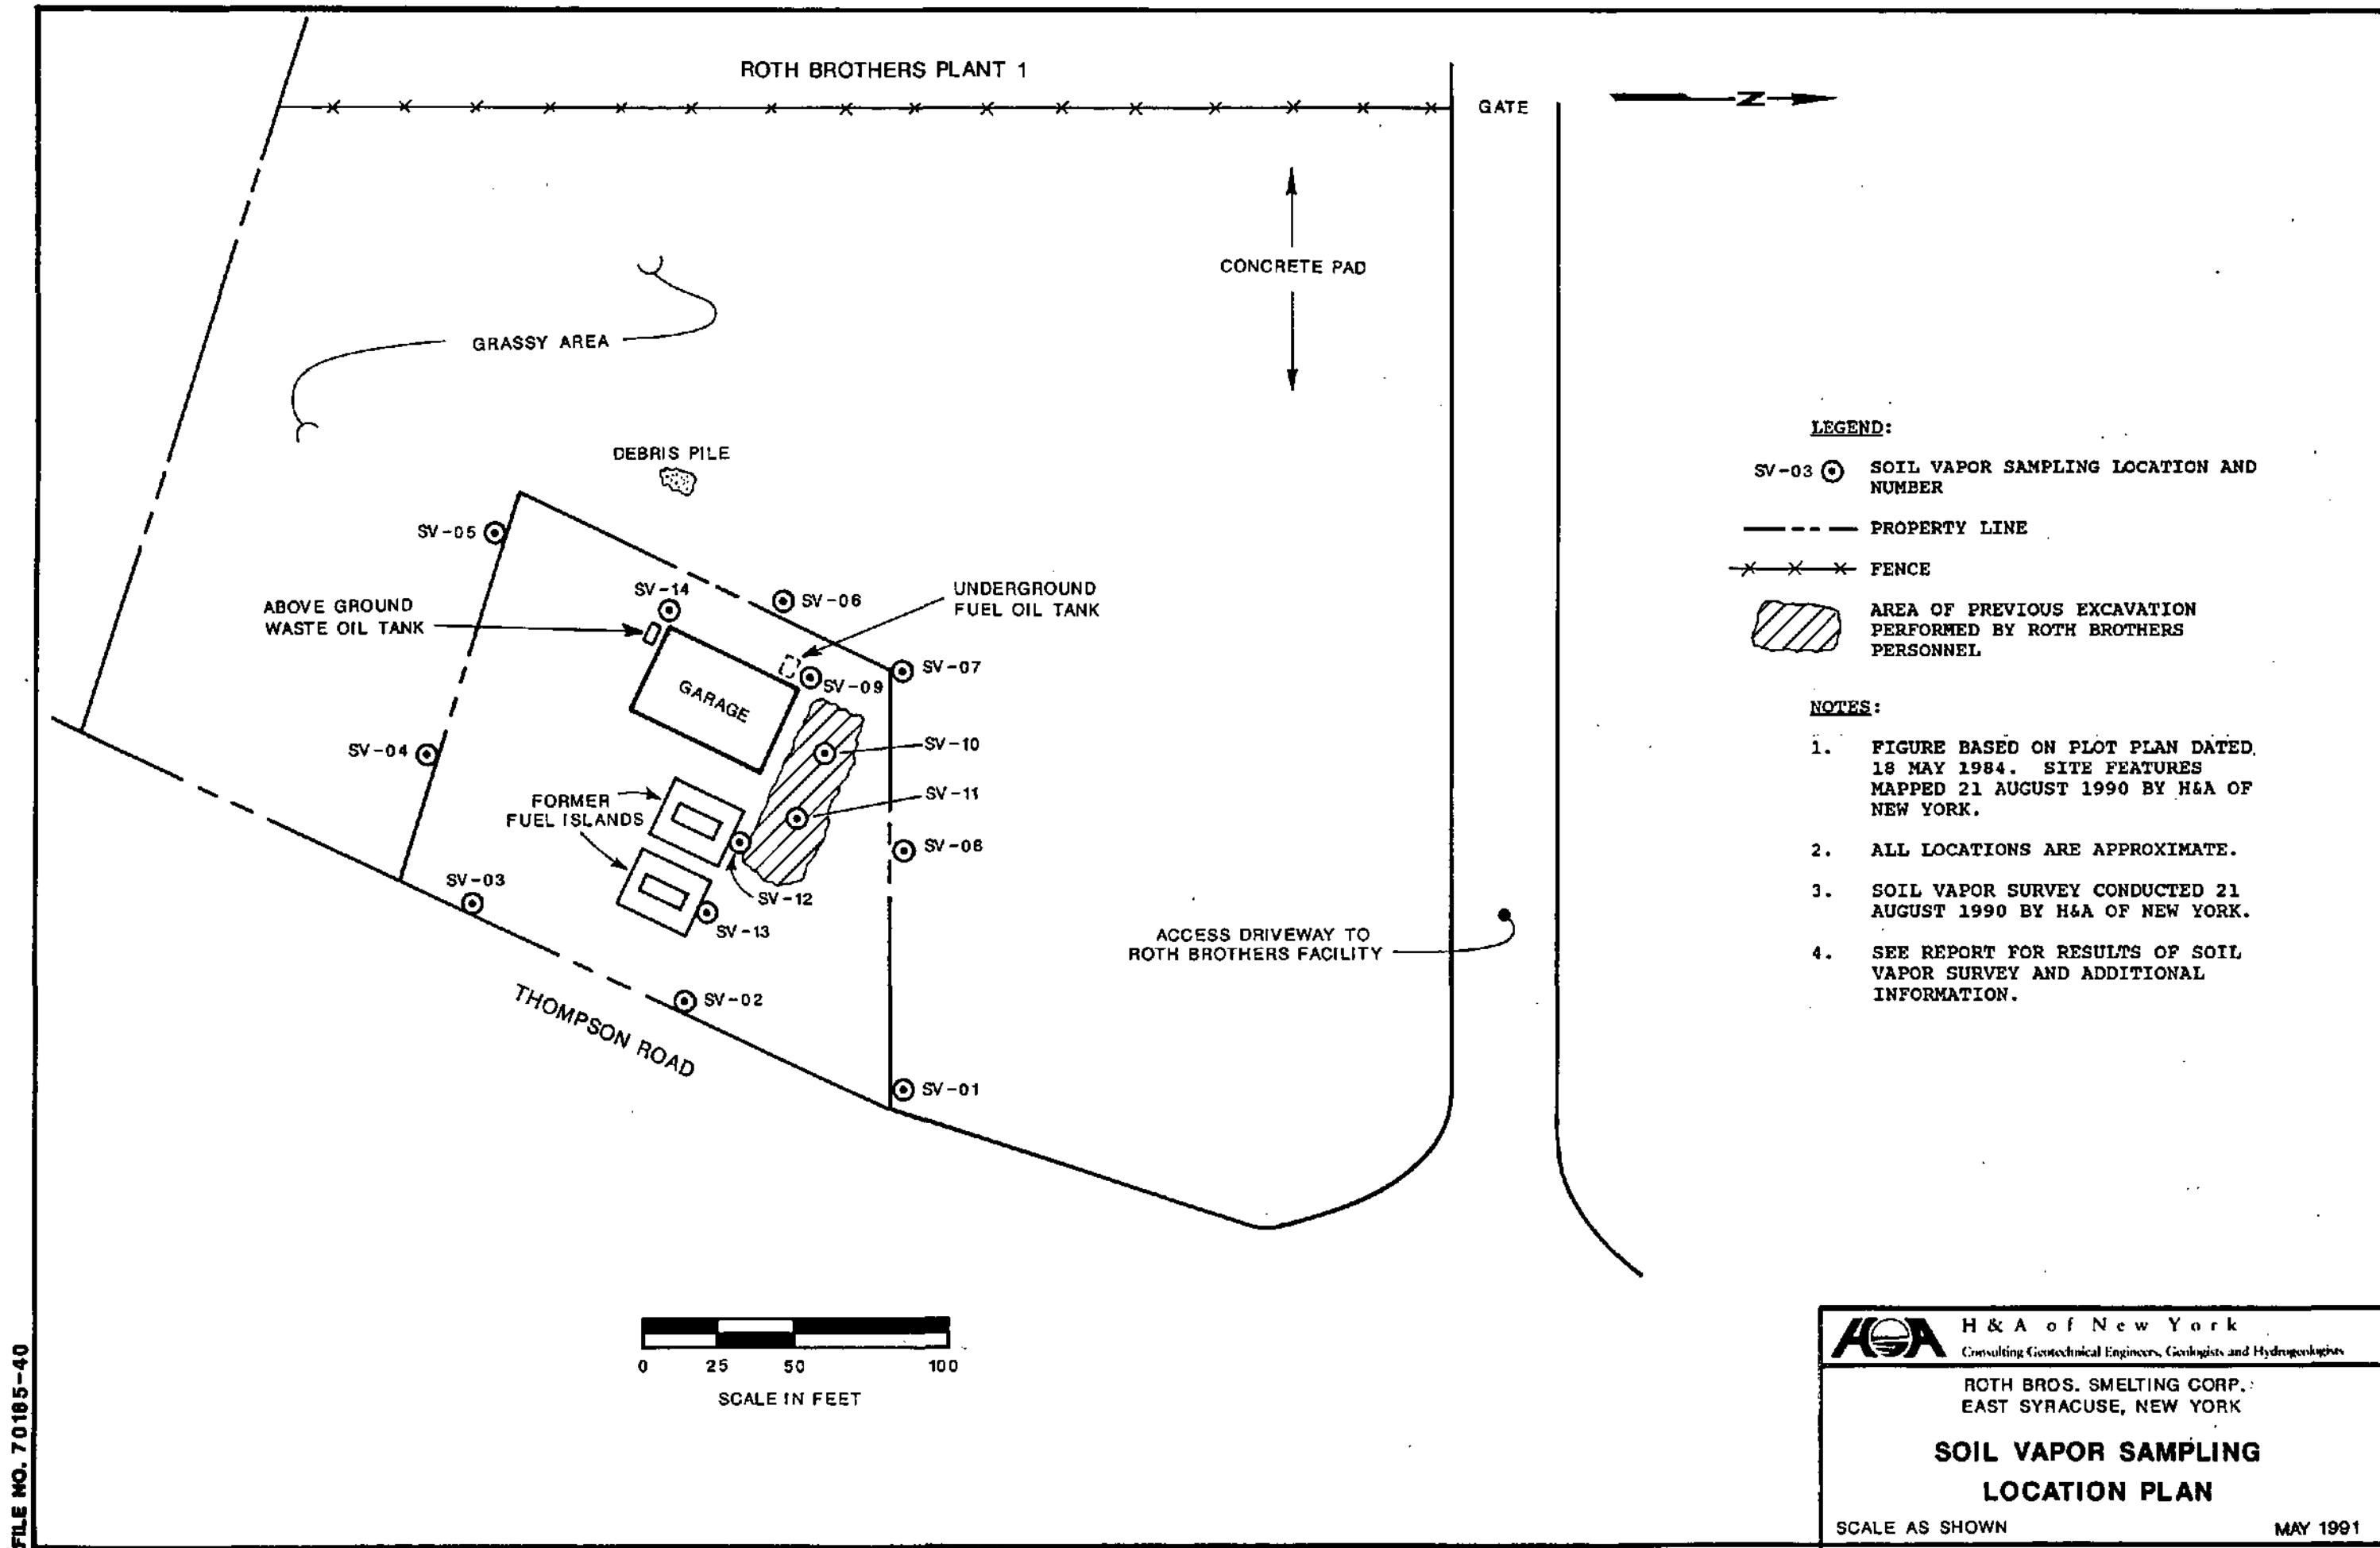 ROTH BROTHERS PLANT 1
GATE
N
CONCRETE PAD
GRASSY AREA
DEBRIS PILE
SV-05
SV-14
SV-06
UNDERGROUND
FUEL OIL TANK
ABOVE GROUND
WASTE OIL TANK
SV-07
SV-09
GARAGE
SV-10
SV-04
SV-11
FORMER
FUEL ISLANDS
SV-08
SV-03
SV-12
SV-13
ACCESS DRIVEWAY TO
ROTH BROTHERS FACILITY
SV-02
THOMPSON ROAD
SV-01
LEGEND:
SV-03 SOIL VAPOR SAMPLING LOCATION AND
NUMBER
PROPERTY LINE
FENCE
AREA OF PREVIOUS EXCAVATION
PERFORMED BY ROTH BROTHERS
PERSONNEL
NOTES:
1. FIGURE BASED ON PLOT PLAN DATED,
18 MAY 1984. SITE FEATURES
MAPPED 21 AUGUST 1990 BY H&A OF
NEW YORK.
2. ALL LOCATIONS ARE APPROXIMATE.
3. SOIL VAPOR SURVEY CONDUCTED 21
AUGUST 1990 BY H&A OF NEW YORK.
4. SEE REPORT FOR RESULTS OF SOIL
VAPOR SURVEY AND ADDITIONAL
INFORMATION.
0 25 50 100
SCALE IN FEET
FILE NO. 70185-40
H&A
H & A of New York
Consulting Geotechnical Engineers, Geologists and Hydrogeologists
ROTH BROS. SMELTING CORP.
EAST SYRACUSE, NEW YORK
SOIL VAPOR SAMPLING
LOCATION PLAN
SCALE AS SHOWN MAY 1991